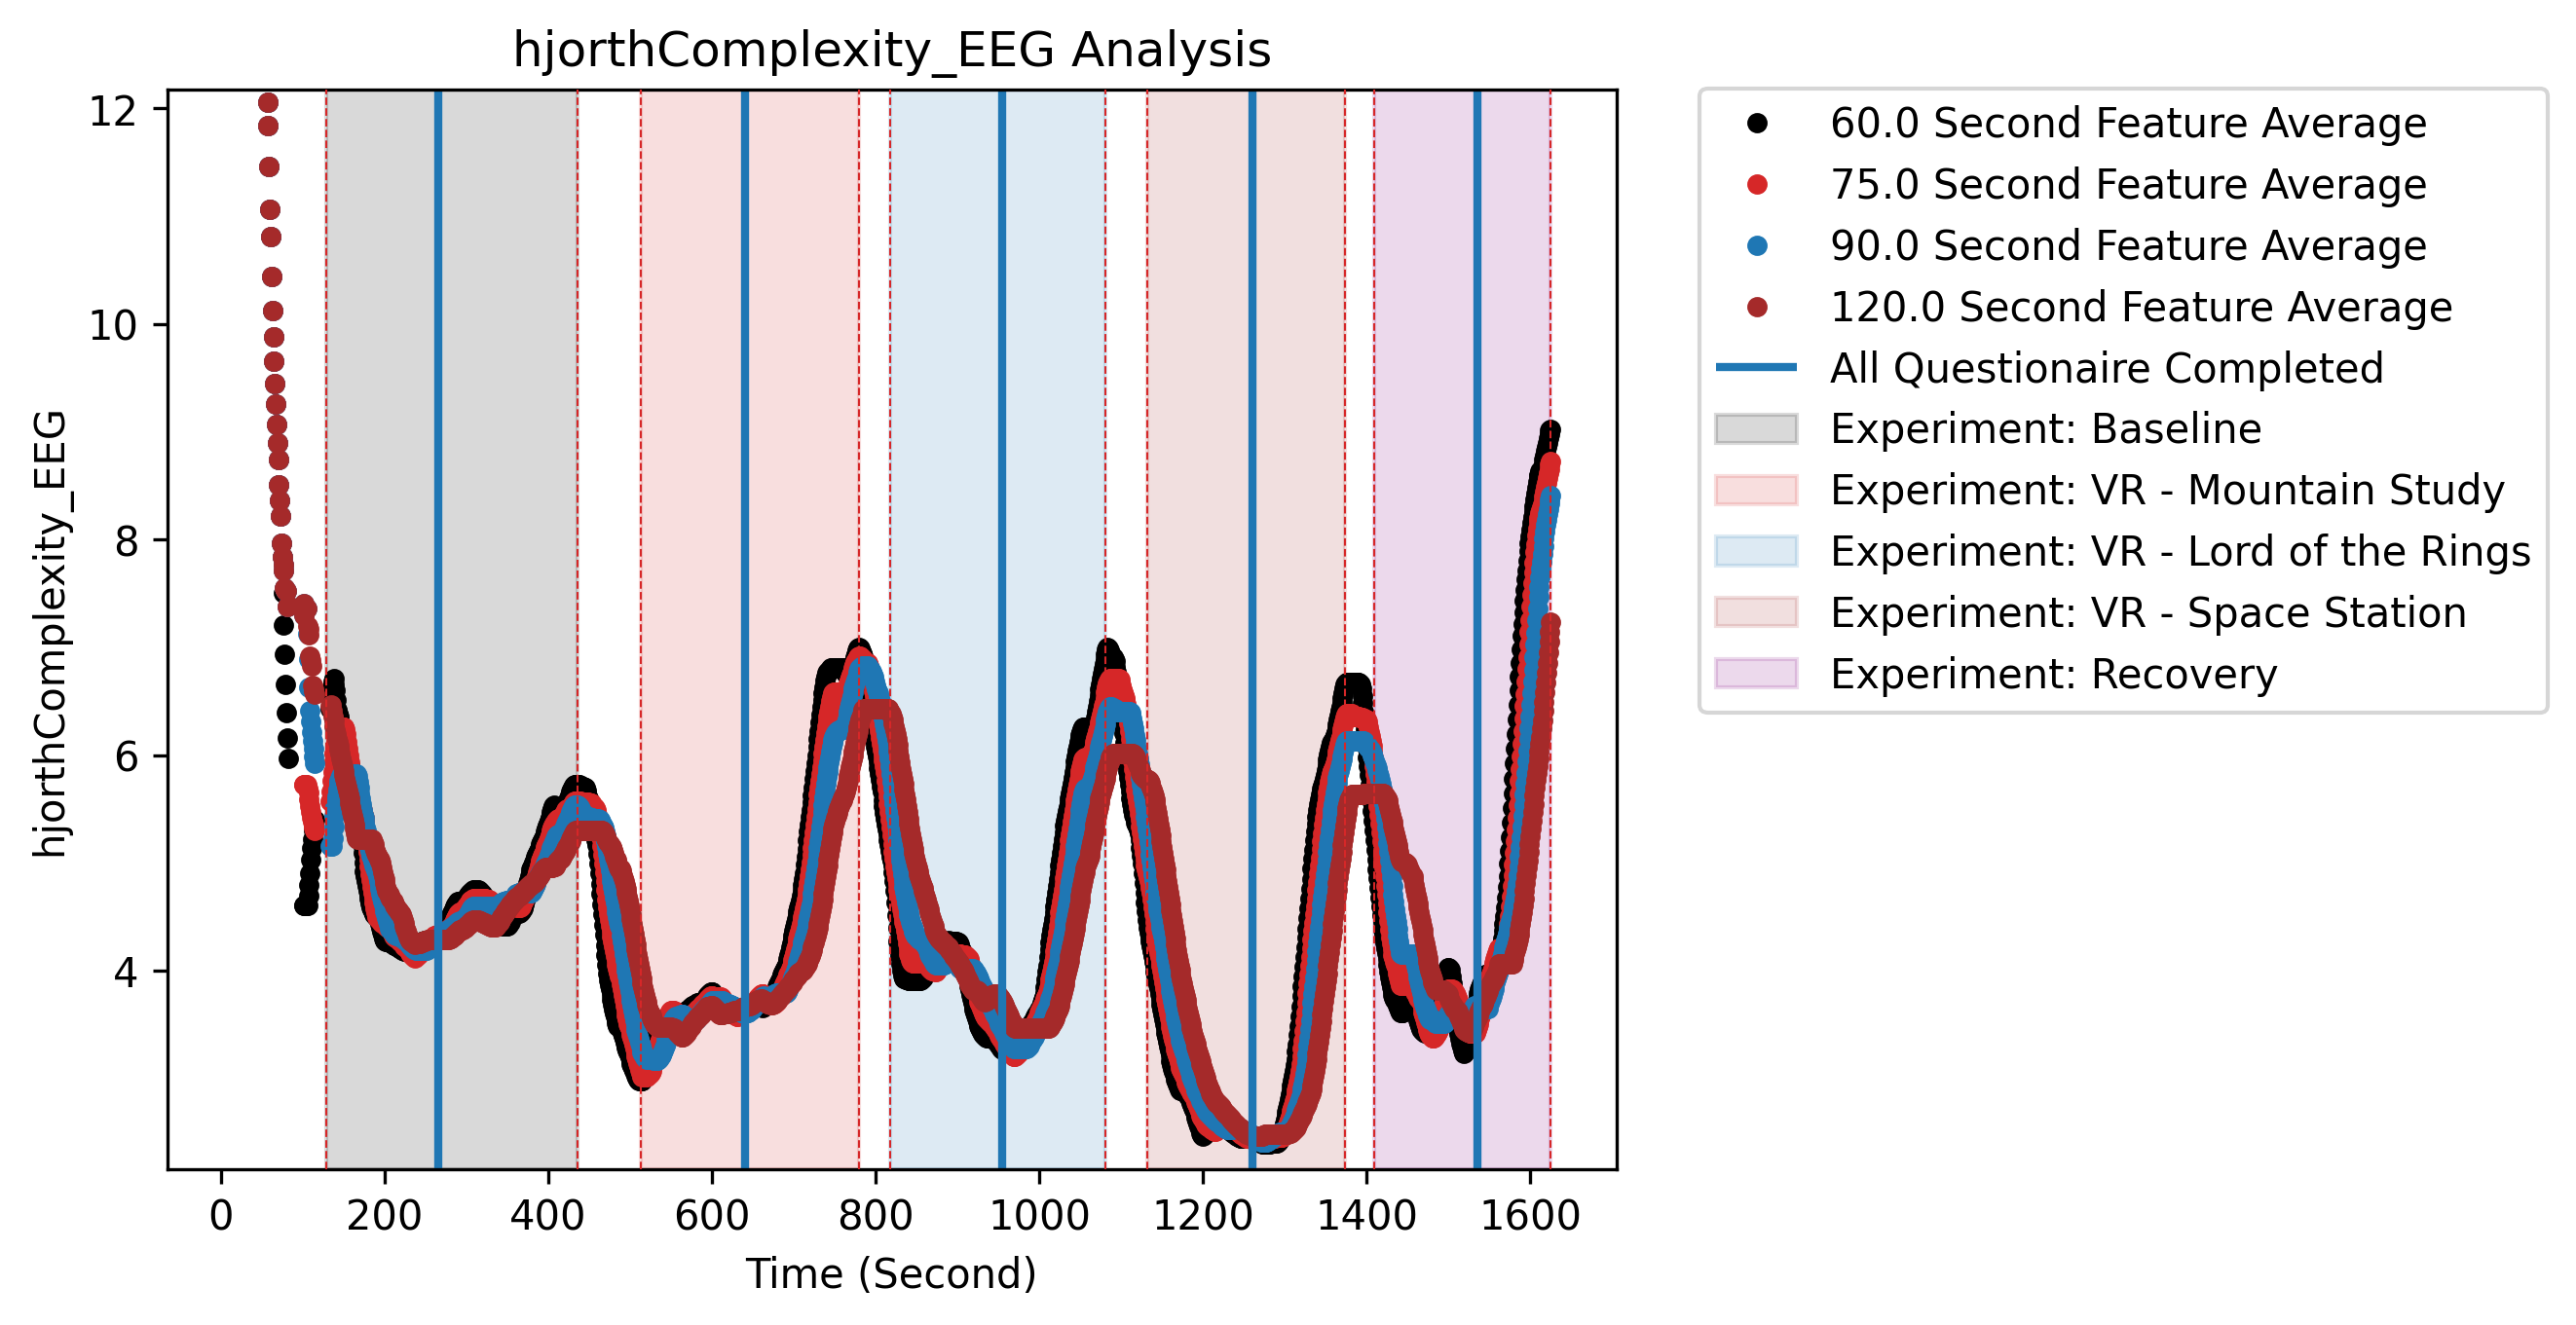 hjorthComplexity_EEG Analysis
12
10
8
6
4
hjorthComplexity_EEG
0 200 400 600 800 1000 1200 1400 1600
Time (Second)
60.0 Second Feature Average
75.0 Second Feature Average
90.0 Second Feature Average
120.0 Second Feature Average
All Questionaire Completed
Experiment: Baseline
Experiment: VR - Mountain Study
Experiment: VR - Lord of the Rings
Experiment: VR - Space Station
Experiment: Recovery